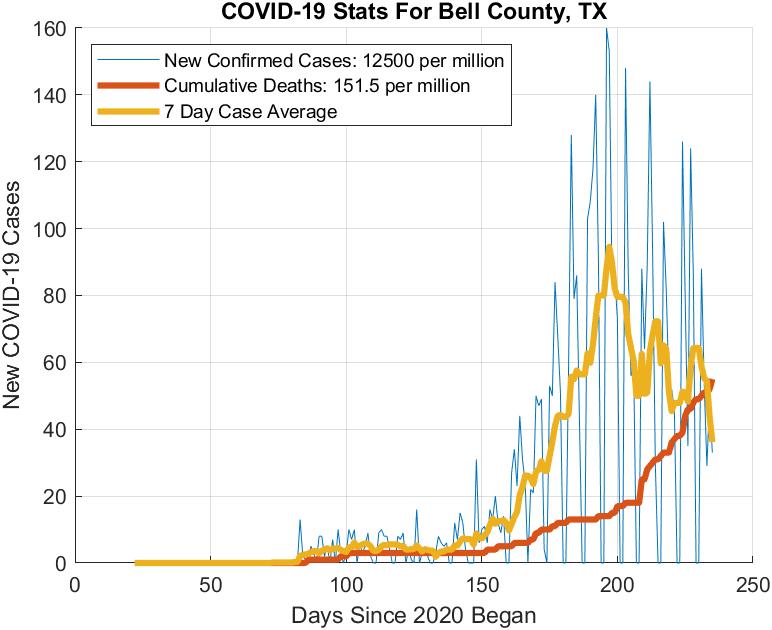 COVID-19 Stats For Bell County, TX
New Confirmed Cases: 12500 per million
Cumulative Deaths: 151.5 per million
7 Day Case Average
New COVID-19 Cases
160
140
120
100
80
60
40
20
0
0 50 100 150 200 250
Days Since 2020 Began